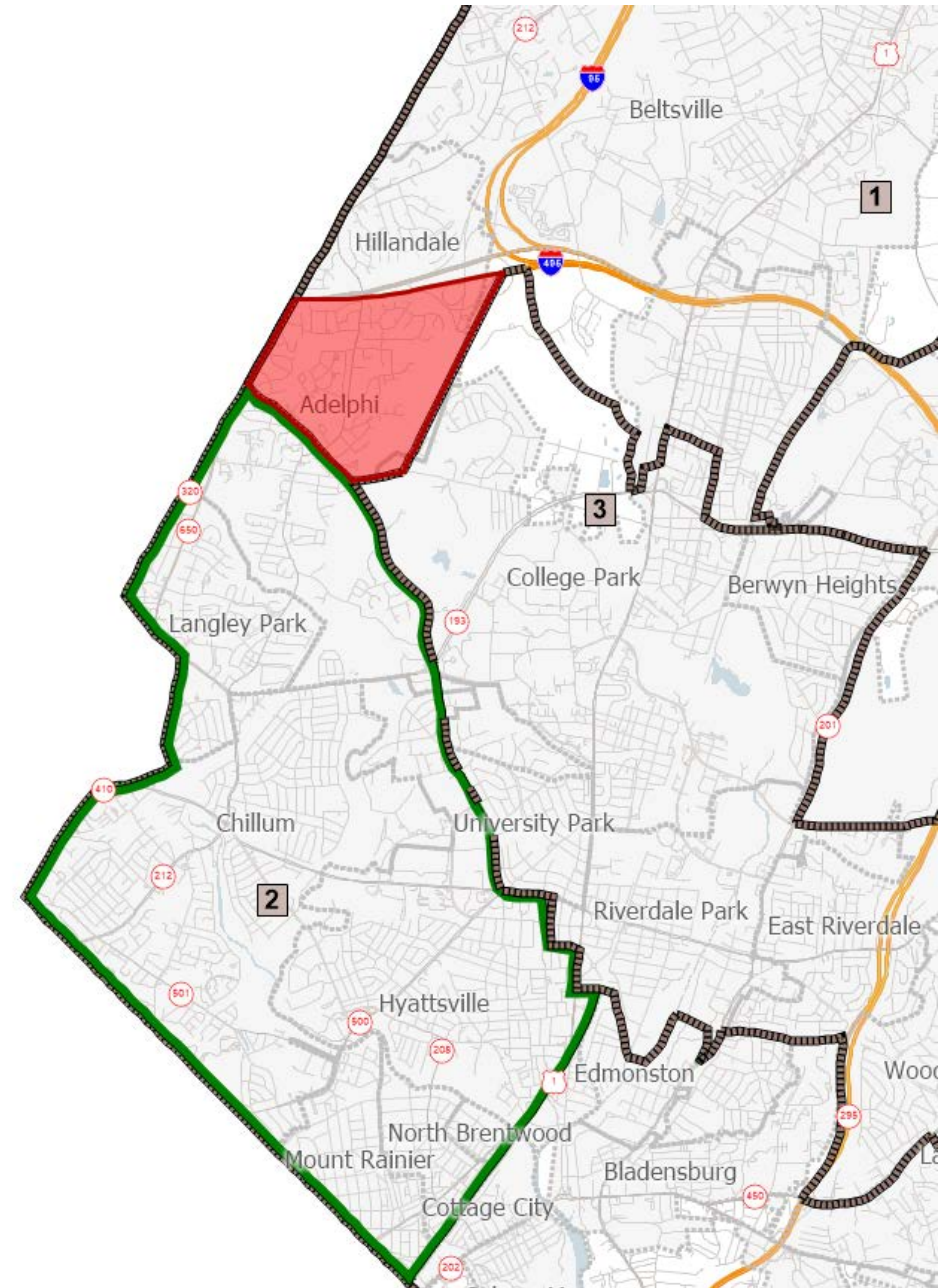 212
1
95
Beltsville
1
Hillandale
495
Adelphi
320
650
3
College Park
Berwyn Heights
193
Langley Park
201
410
Chillum
University Park
212
2
Riverdale Park
East Riverdale
501
Hyattsville
500
208
1
Edmonston
Wood
295
North Brentwood
Mount Rainier
La
Bladensburg
450
Cottage City
202